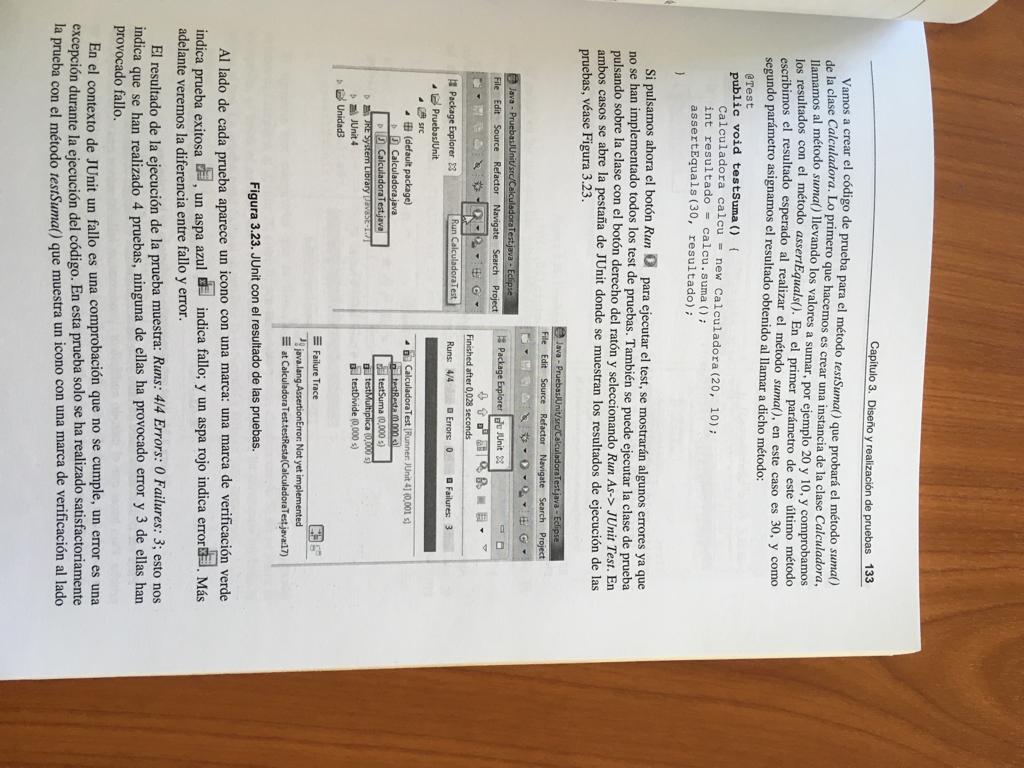 Capítulo 3. Diseño y realización de pruebas 133
Vamos a crear el código de prueba para el método testSuma() que probará el método suma()
de la clase Calculadora. Lo primero que hacemos es crear una instancia de la clase Calculadora,
llamamos al método suma() llevando los valores a sumar, por ejemplo 20 y 10, y comprobamos
los resultados con el método assertEquals(). En el primer parámetro de este último método
escribimos el resultado esperado al realizar el método suma(), en este caso es 30, y como
segundo parámetro asignamos el resultado obtenido al llamar a dicho método:
@Test
public void testSuma() {
Calculadora calcu = new Calculadora(20, 10);
int resultado = calcu.suma();
assertEquals(30, resultado);
}
Si pulsamos ahora el botón Run para ejecutar el test, se mostrarán algunos errores ya que
no se han implementado todos los test de pruebas. También se puede ejecutar la clase de prueba
pulsando sobre la clase con el botón derecho del ratón y seleccionando Run As-> JUnit Test. En
ambos casos se abre la pestaña de JUnit donde se muestran los resultados de ejecución de las
pruebas, véase Figura 3.23.
Java - PruebasJUnit/src/CalculadoraTest.java - Eclipse
File Edit Source Refactor Navigate Search Project
Run CalculadoraTest
Package Explorer
PruebasJUnit
src
(default package)
Calculadora.java
CalculadoraTest.java
JRE System Library [JavaSE-1.7]
JUnit 4
Unidad3
Java - PruebasJUnit/src/CalculadoraTest.java - Eclipse
File Edit Source Refactor Navigate Search Project
Package Explorer JUnit
Finished after 0,028 seconds
Runs: 4/4 Errors: 0 Failures: 3
CalculadoraTest [Runner: JUnit 4] (0,001 s)
testResta (0,000 s)
testSuma (0,000 s)
testMultiplica (0,000 s)
testDivide (0,000 s)
Failure Trace
java.lang.AssertionError: Not yet implemented
at CalculadoraTest.testResta(CalculadoraTest.java:17)
Figura 3.23. JUnit con el resultado de las pruebas.
Al lado de cada prueba aparece un icono con una marca: una marca de verificación verde
indica prueba exitosa , un aspa azul indica fallo; y un aspa rojo indica error . Más
adelante veremos la diferencia entre fallo y error.
El resultado de la ejecución de la prueba muestra: Runs: 4/4 Errors: 0 Failures: 3; esto nos
indica que se han realizado 4 pruebas, ninguna de ellas ha provocado error y 3 de ellas han
provocado fallo.
En el contexto de JUnit un fallo es una comprobación que no se cumple, un error es una
excepción durante la ejecución del código. En esta prueba solo se ha realizado satisfactoriamente
la prueba con el método testSuma() que muestra un icono con una marca de verificación al lado